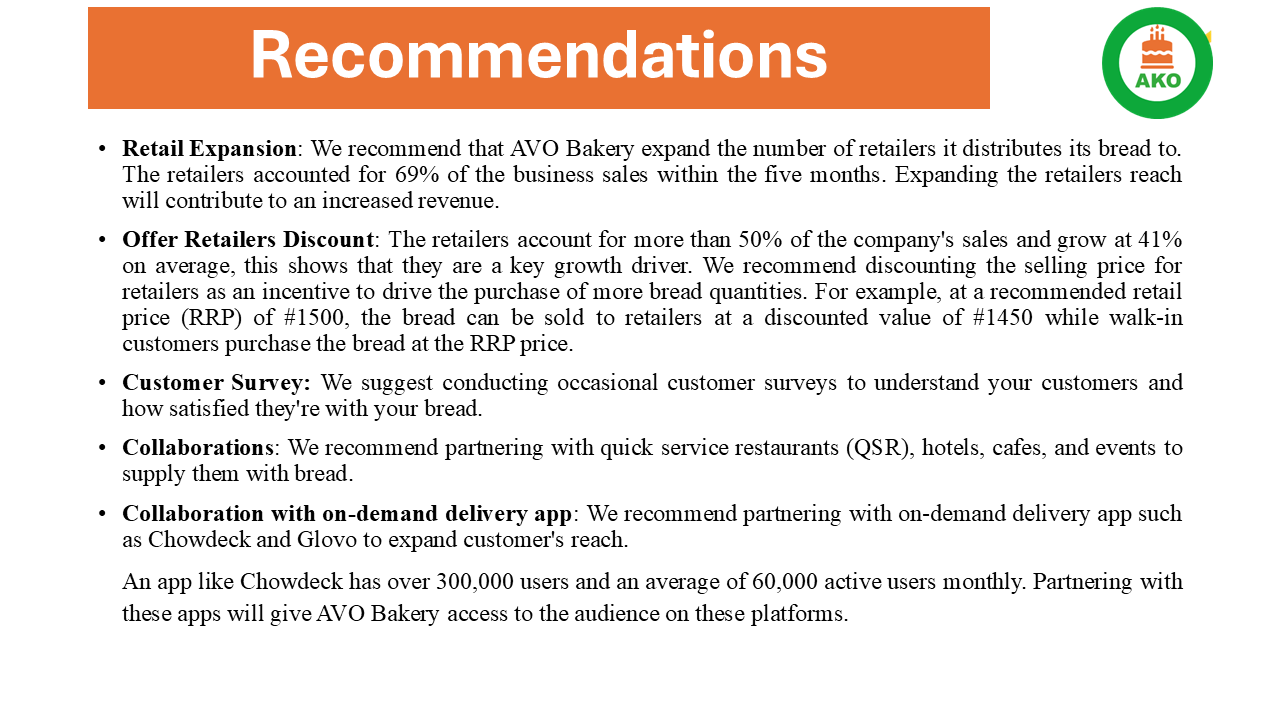 Recommendations
AKO
• Retail Expansion: We recommend that AVO Bakery expand the number of retailers it distributes its bread to.
The retailers accounted for 69% of the business sales within the five months. Expanding the retailers reach
will contribute to an increased revenue.
• Offer Retailers Discount: The retailers account for more than 50% of the company's sales and grow at 41%
on average, this shows that they are a key growth driver. We recommend discounting the selling price for
retailers as an incentive to drive the purchase of more bread quantities. For example, at a recommended retail
price (RRP) of #1500, the bread can be sold to retailers at a discounted value of #1450 while walk-in
customers purchase the bread at the RRP price.
• Customer Survey: We suggest conducting occasional customer surveys to understand your customers and
how satisfied they're with your bread.
• Collaborations: We recommend partnering with quick service restaurants (QSR), hotels, cafes, and events to
supply them with bread.
• Collaboration with on-demand delivery app: We recommend partnering with on-demand delivery app such
as Chowdeck and Glovo to expand customer's reach.
An app like Chowdeck has over 300,000 users and an average of 60,000 active users monthly. Partnering with
these apps will give AVO Bakery access to the audience on these platforms.